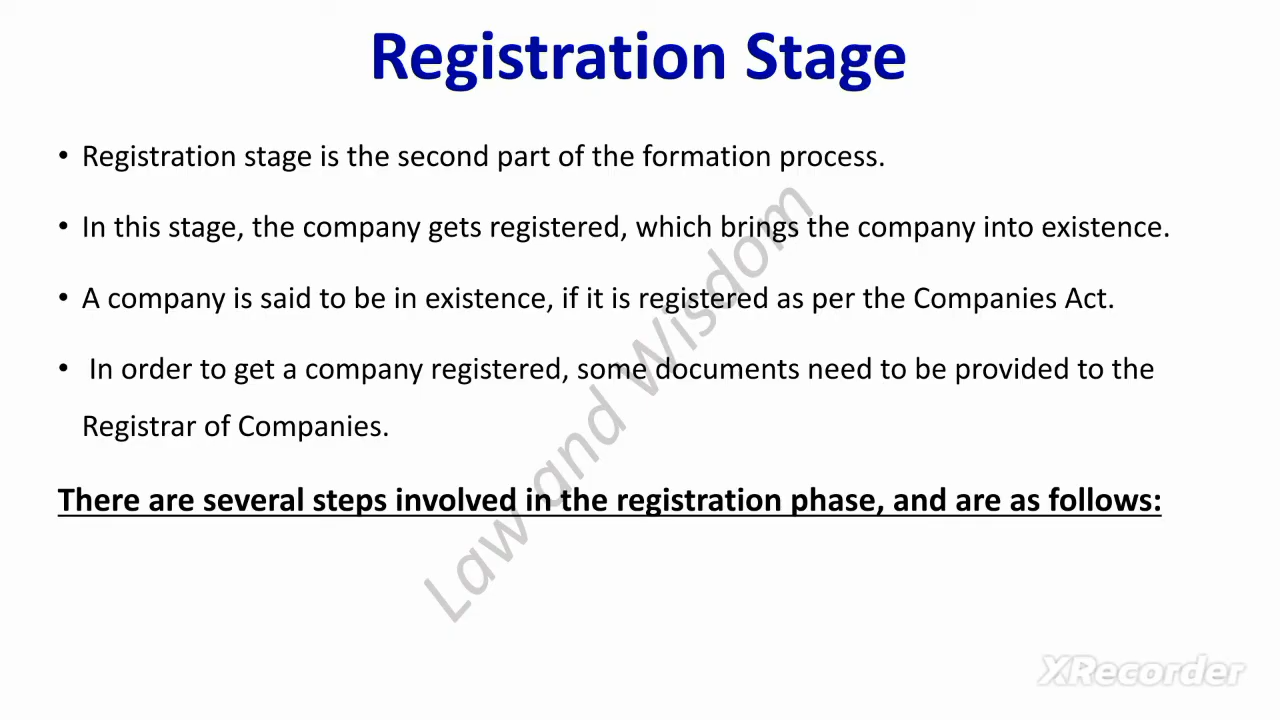 Registration Stage
• Registration stage is the second part of the formation process.
• In this stage, the company gets registered, which brings the company into existence.
• A company is said to be in existence, if it is registered as per the Companies Act.
• In order to get a company registered, some documents need to be provided to the
Registrar of Companies.
There are several steps involved in the registration phase, and are as follows:
Law and Wisdom
XRecorder